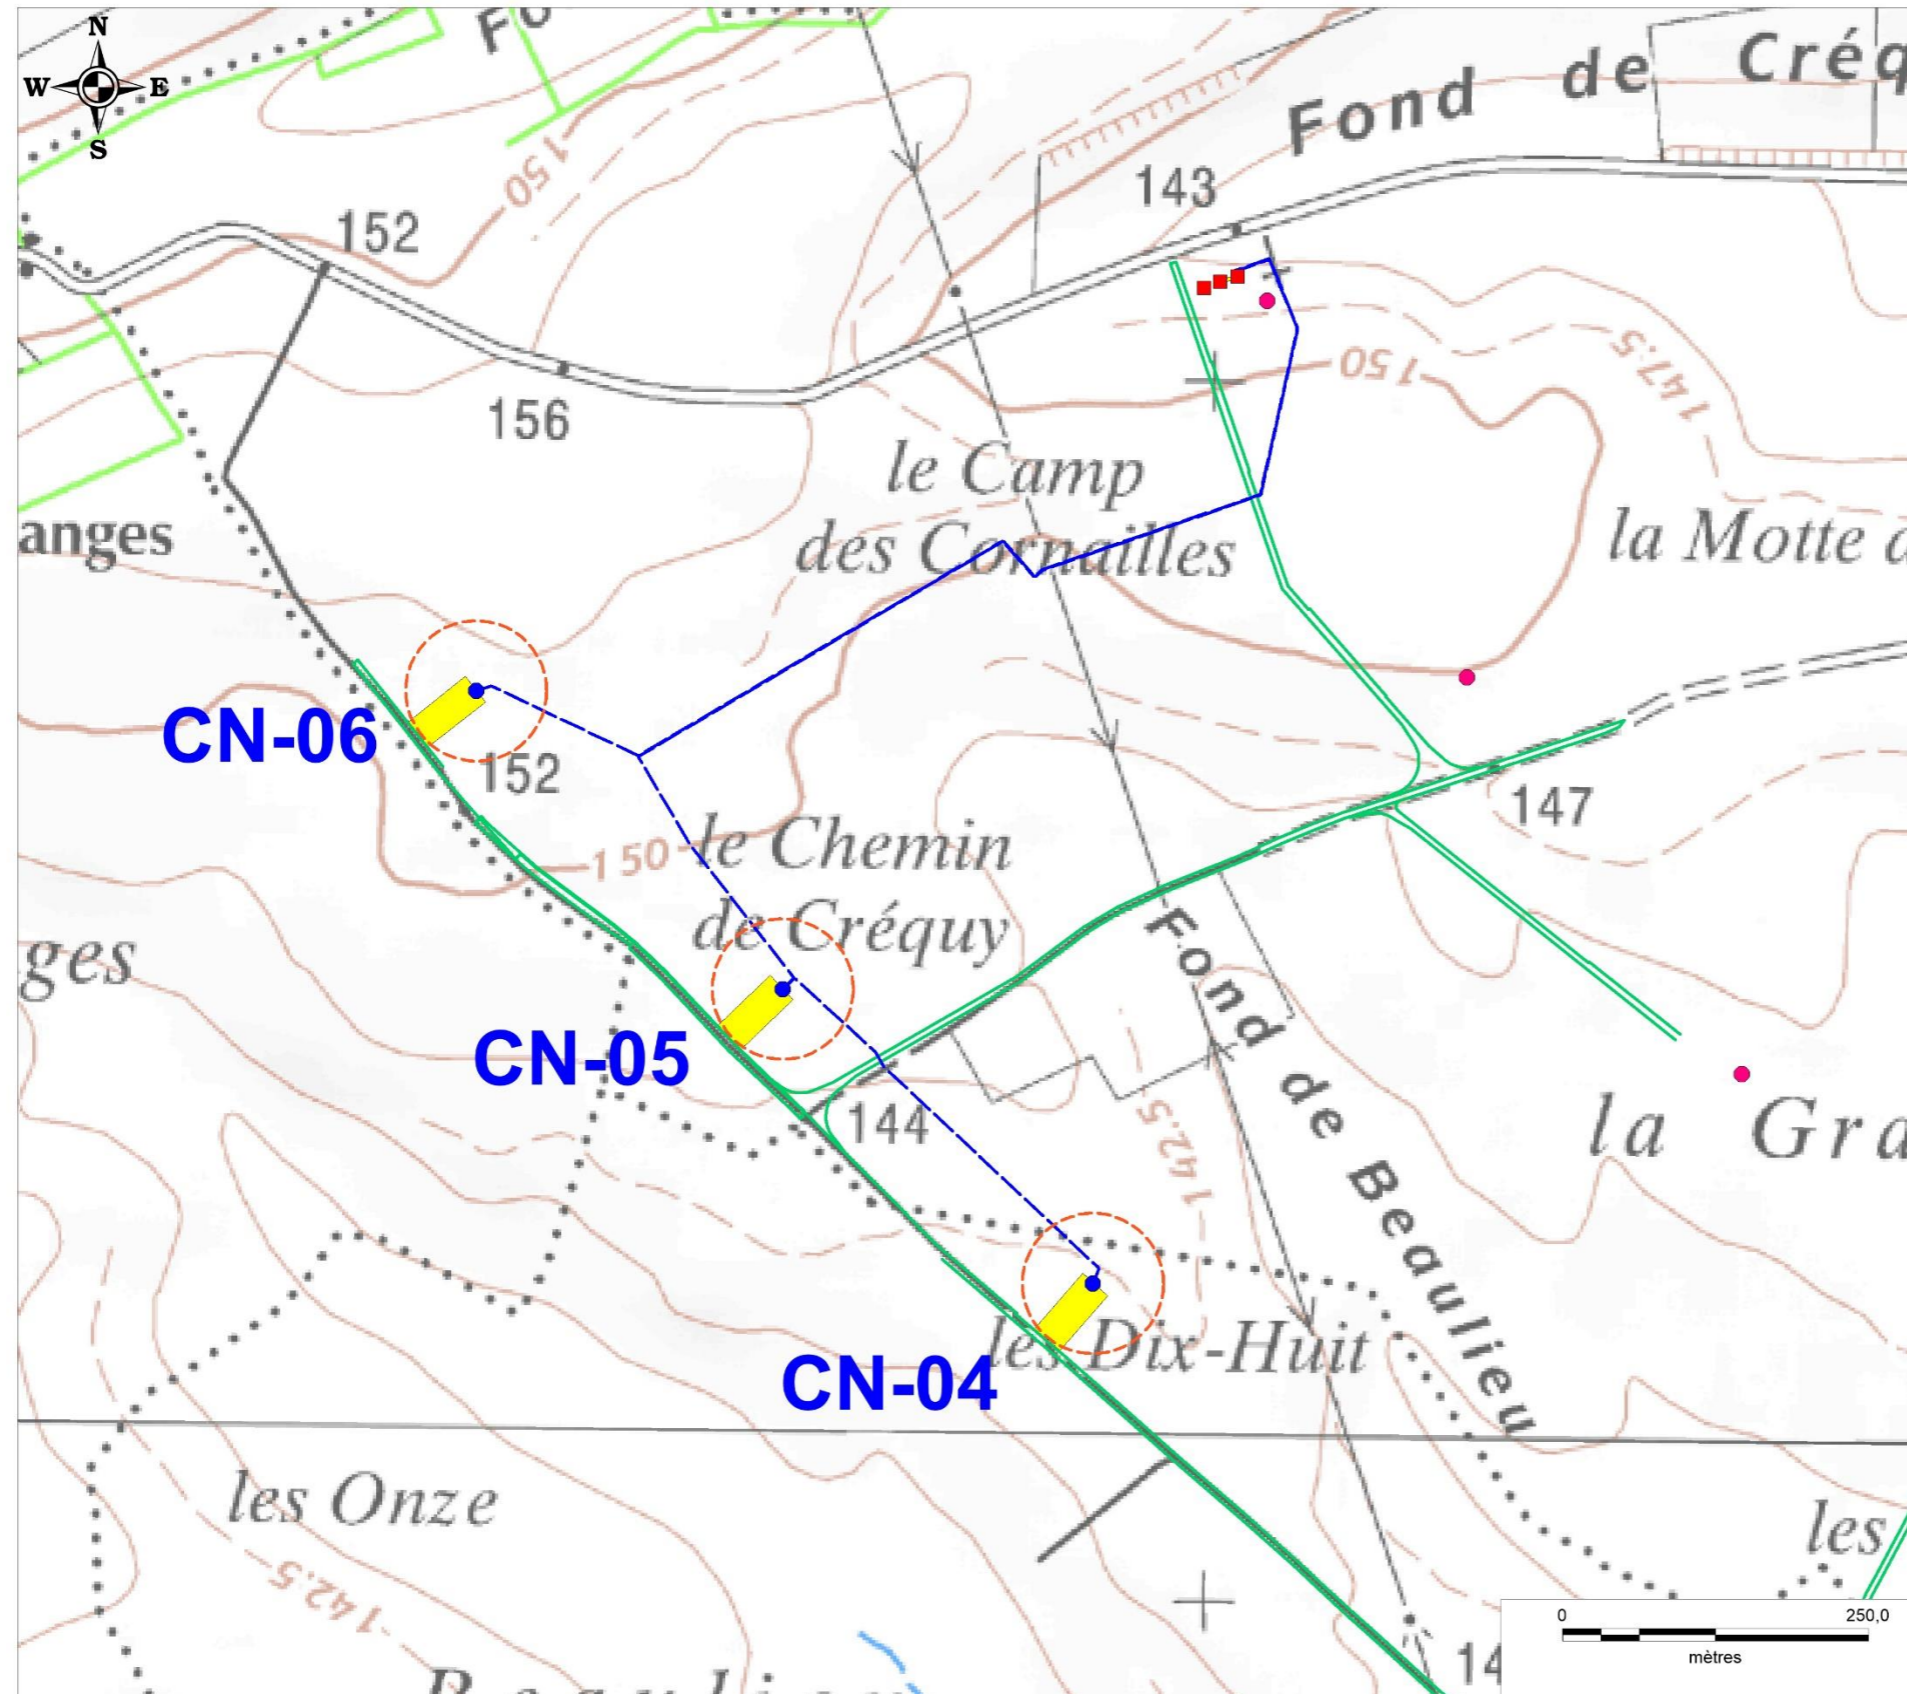 N
W E
S
Fo
Fond de Créq
150
143
152
150
147.5
156
le Camp
des Cornailles
la Motte d
anges
CN-06
152
147
le Chemin
150
de Créquy
ges
CN-05
Fond de Beaulieu
144
142.5
la Gra
les Dix-Huit
CN-04
les Onze
les
142.5
0 250,0
mètres
14